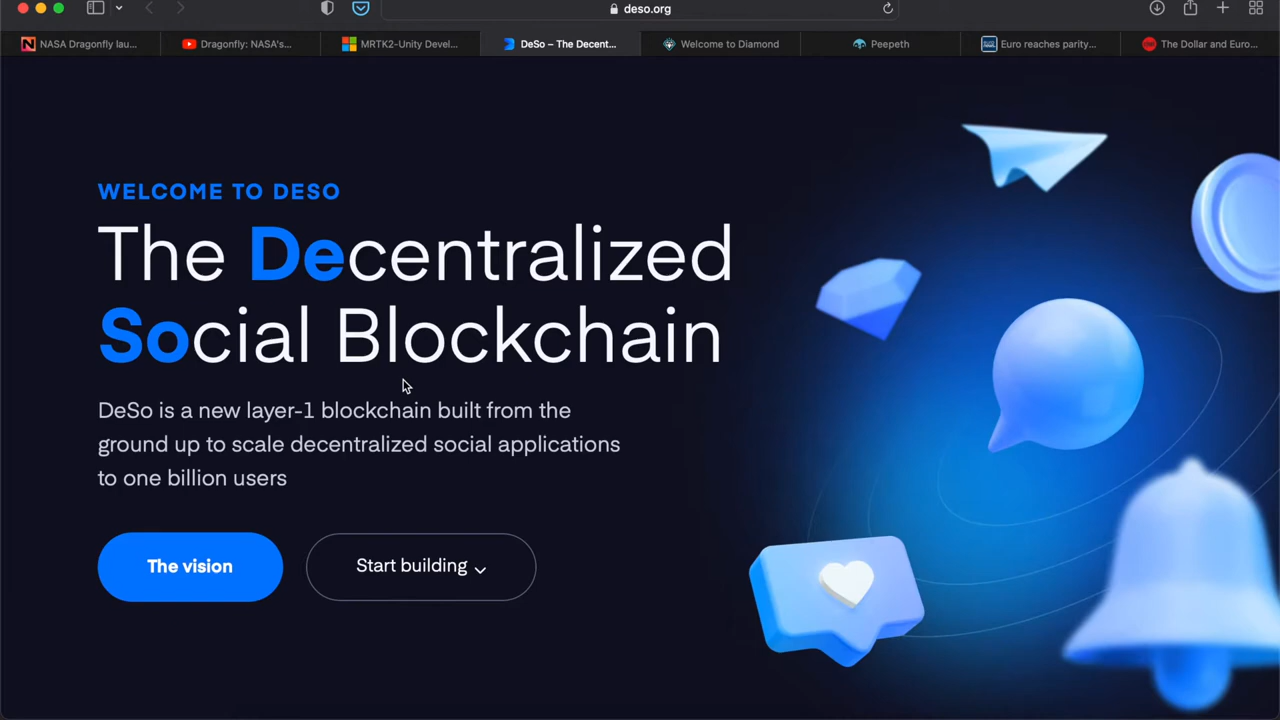 deso.org
NASA Dragonfly lau...
Dragonfly: NASA's...
MRTK2-Unity Devel...
DeSo – The Decent...
Welcome to Diamond
Peepeth
Euro reaches parity...
The Dollar and Euro...
WELCOME TO DESO
The Decentralized
Social Blockchain
DeSo is a new layer-1 blockchain built from the
ground up to scale decentralized social applications
to one billion users
The vision
Start building